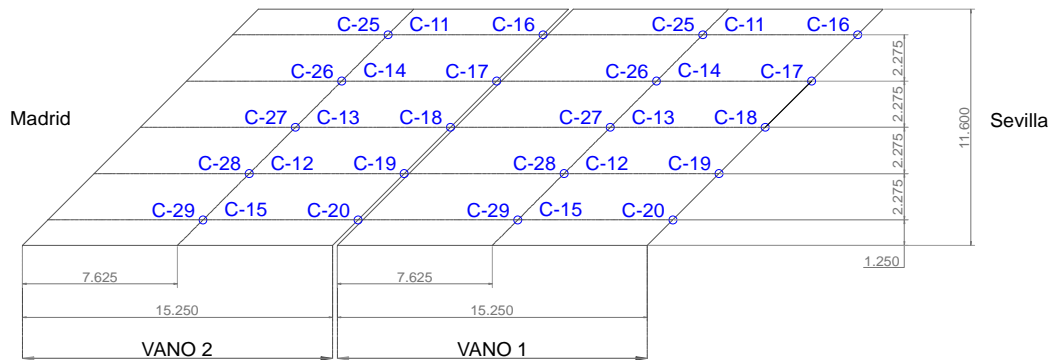 C-25 C-11 C-16 C-25 C-11 C-16
C-26 C-14 C-17 C-26 C-14 C-17
2.275
Madrid C-27 C-13 C-18 C-27 C-13 C-18 Sevilla
2.275
11.600
C-28 C-12 C-19 C-28 C-12 C-19
2.275
C-29 C-15 C-20 C-29 C-15 C-20
2.275
1.250
7.625 7.625
15.250 15.250
VANO 2 VANO 1